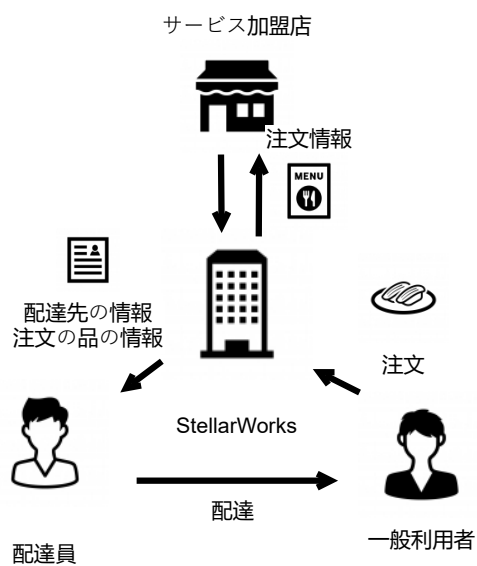 サービス加盟店
注文情報
MENU
配達先の情報
注文の品の情報
注文
StellarWorks
配達
一般利用者
配達員